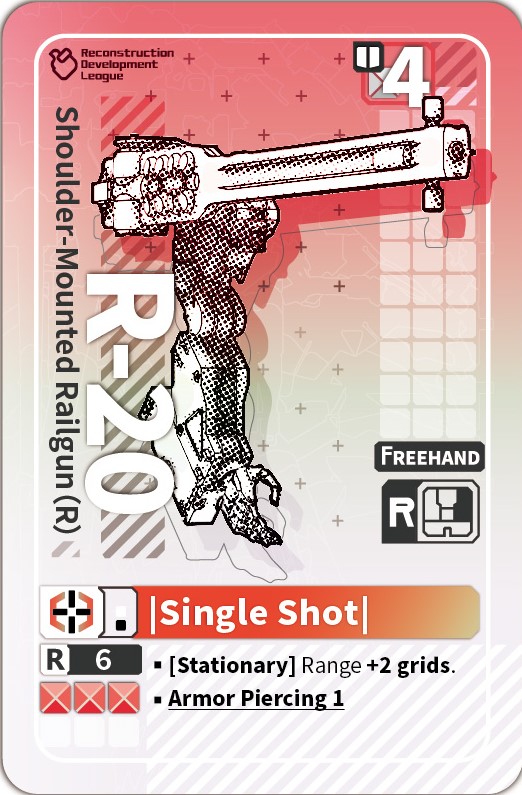 Reconstruction
Development
League
4
Shoulder-Mounted Railgun (R)
R-20
FREEHAND
R
|Single Shot|
R 6
▪ [Stationary] Range +2 grids.
▪ Armor Piercing 1